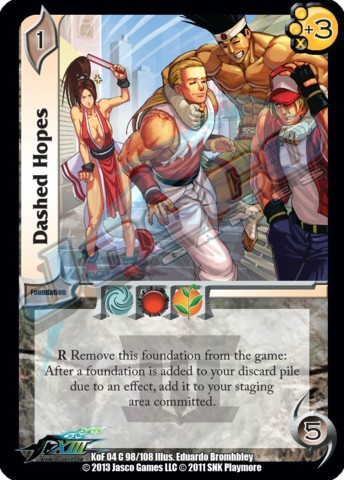 1
X +3
Dashed Hopes
Foundation
R Remove this foundation from the game:
After a foundation is added to your discard pile
due to an effect, add it to your staging
area committed.
XIII
5
KoF 04 C 98/108 Illus. Eduardo Bromhbley
© 2013 Jasco Games LLC © 2011 SNK Playmore